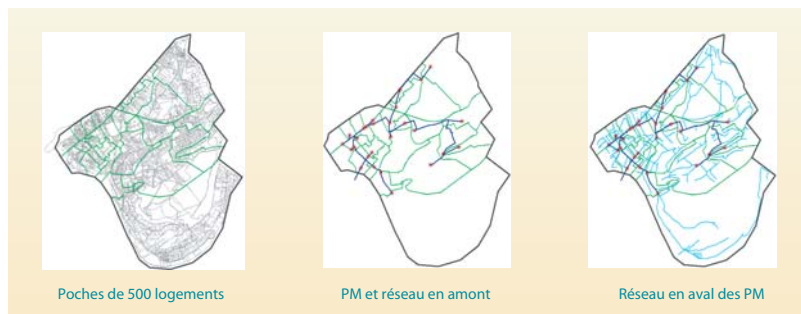 Poches de 500 logements
PM et réseau en amont
Réseau en aval des PM